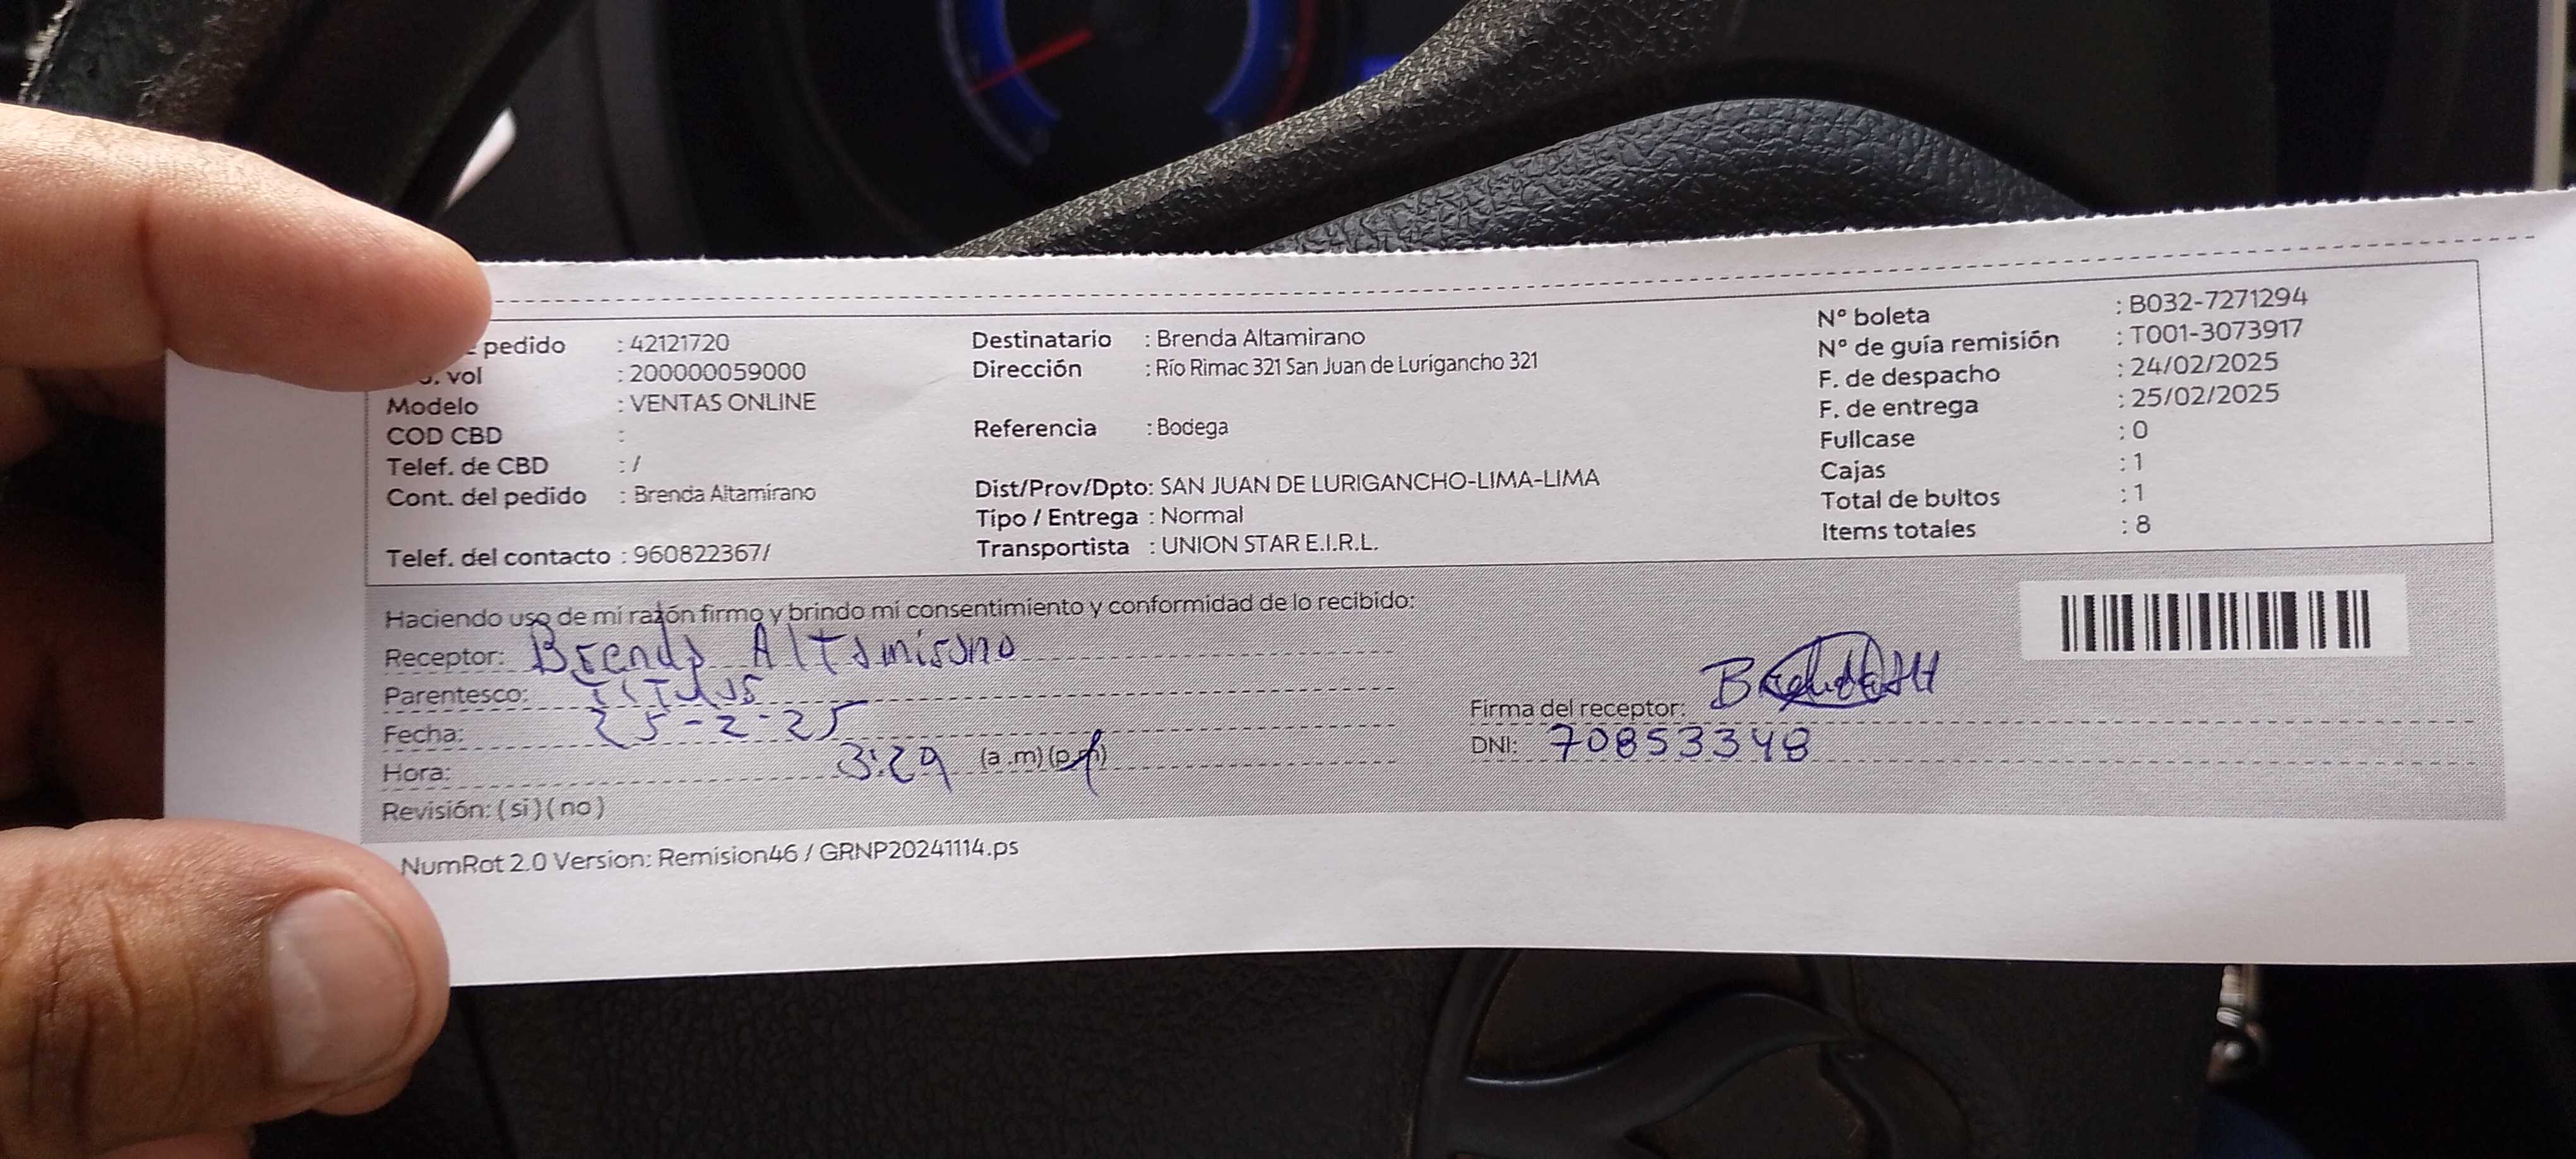 pedido : 42121720
vol : 200000059000
Modelo : VENTAS ONLINE
COD CBD :
Telef. de CBD : /
Cont. del pedido : Brenda Altamirano
Telef. del contacto : 960822367/
Destinatario : Brenda Altamirano
Dirección : Río Rimac 321 San Juan de Lurigancho 321
Referencia : Bodega
Dist/Prov/Dpto: SAN JUAN DE LURIGANCHO-LIMA-LIMA
Tipo / Entrega : Normal
Transportista : UNION STAR E.I.R.L.
Nº boleta : B032-7271294
Nº de guía remisión : T001-3073917
F. de despacho : 24/02/2025
F. de entrega : 25/02/2025
Fullcase : 0
Cajas : 1
Total de bultos : 1
Items totales : 8
Haciendo uso de mi razón firmo y brindo mi consentimiento y conformidad de lo recibido:
Receptor: Brenda Altamirano
Parentesco:
Fecha: 25-2-25
Hora: 3:29 (a.m)(p.m)
Revisión: (si)(no)
Firma del receptor:
DNI: 70853348
NumRot 2.0 Version: Remision46 / GRNP20241114.ps